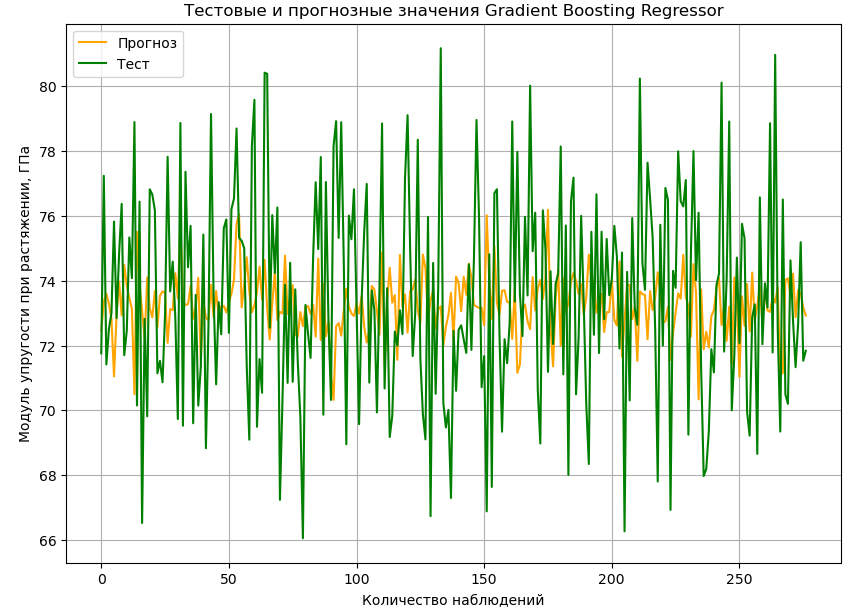 Тестовые и прогнозные значения Gradient Boosting Regressor
Прогноз
Тест
Модуль упругости при растяжении, ГПа
80
78
76
74
72
70
68
66
0 50 100 150 200 250
Количество наблюдений